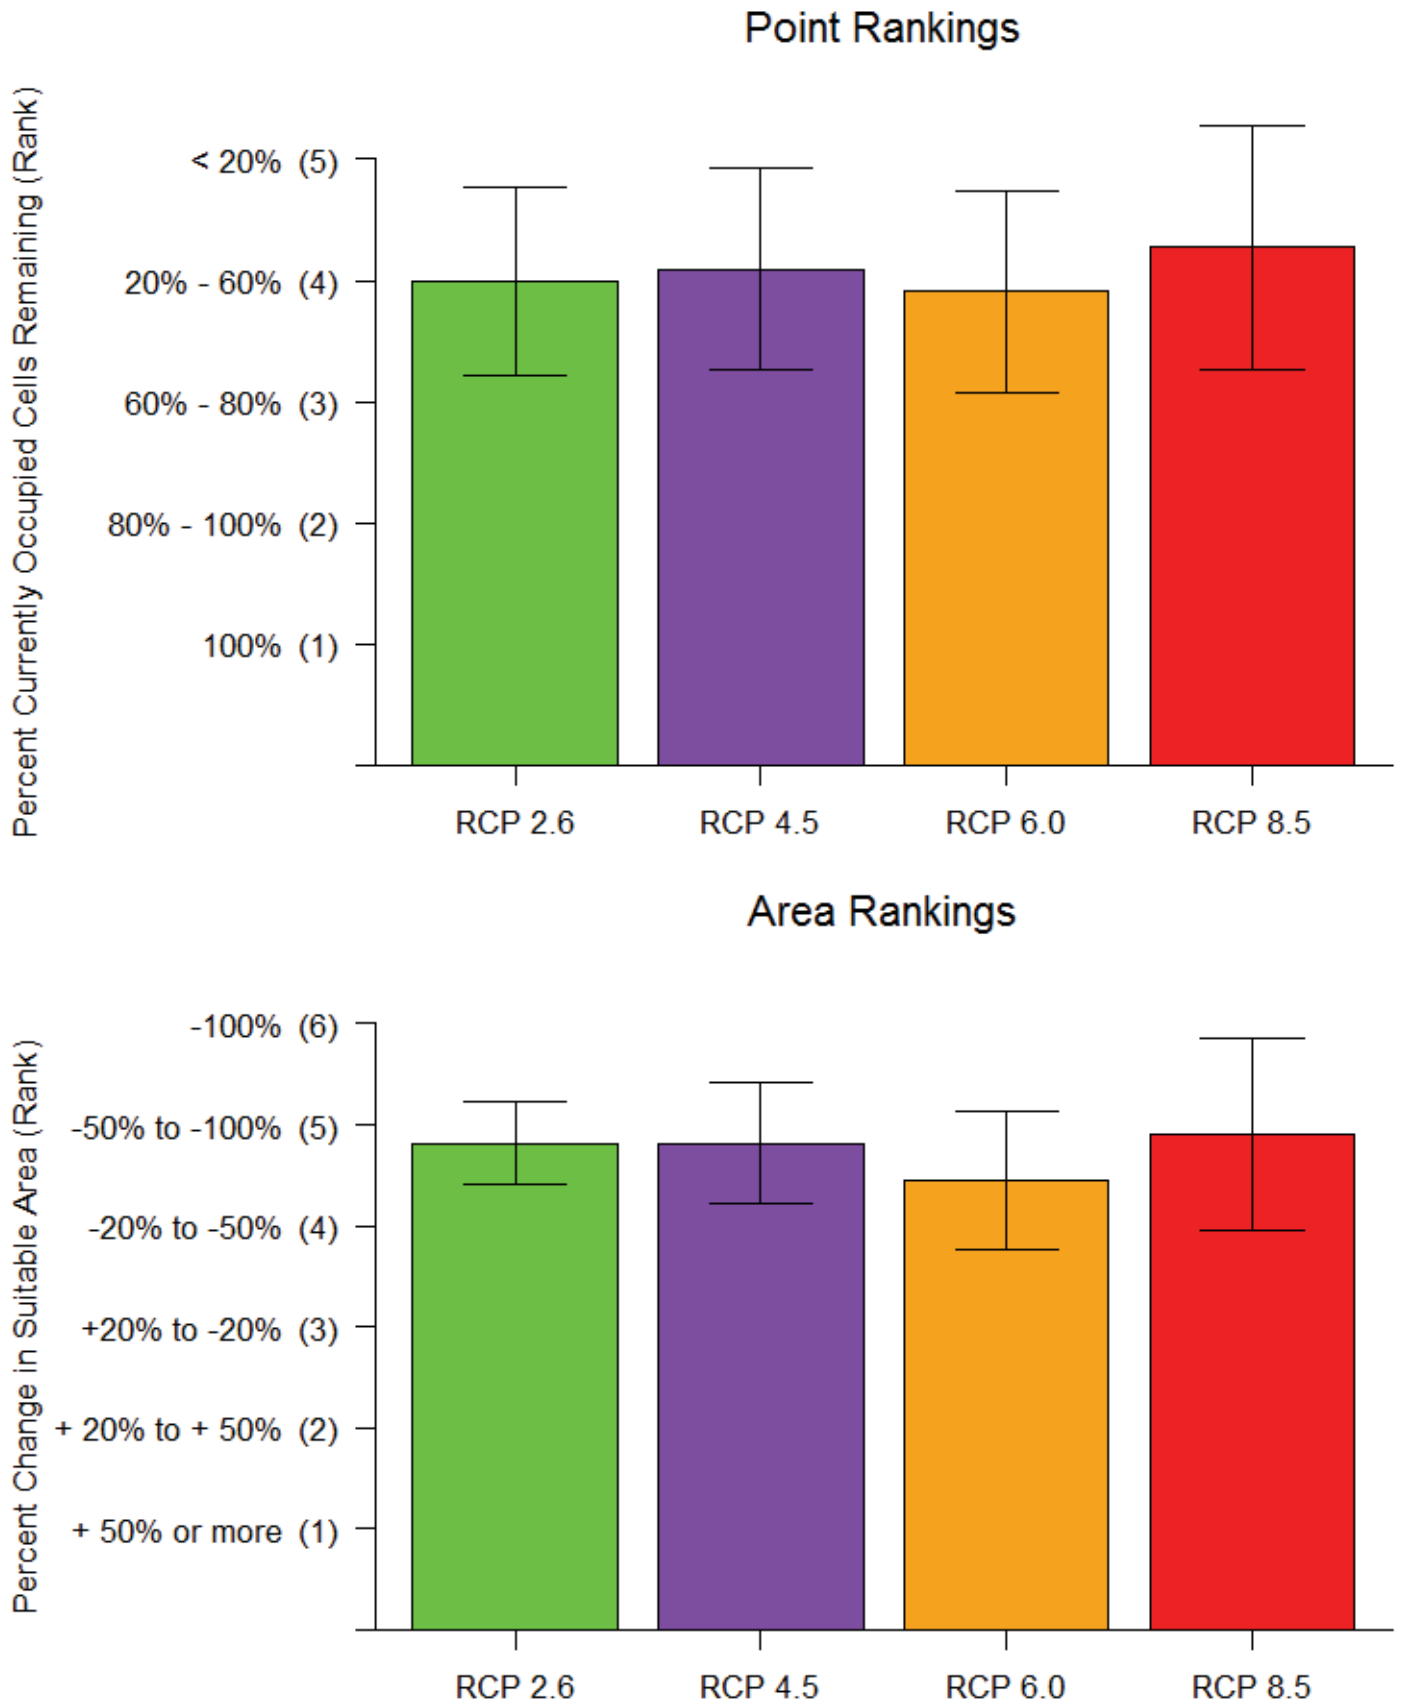 Point Rankings
Percent Currently Occupied Cells Remaining (Rank)
< 20% (5)
20% - 60% (4)
60% - 80% (3)
80% - 100% (2)
100% (1)
RCP 2.6 RCP 4.5 RCP 6.0 RCP 8.5
Area Rankings
Percent Change in Suitable Area (Rank)
-100% (6)
-50% to -100% (5)
-20% to -50% (4)
+20% to -20% (3)
+ 20% to + 50% (2)
+ 50% or more (1)
RCP 2.6 RCP 4.5 RCP 6.0 RCP 8.5